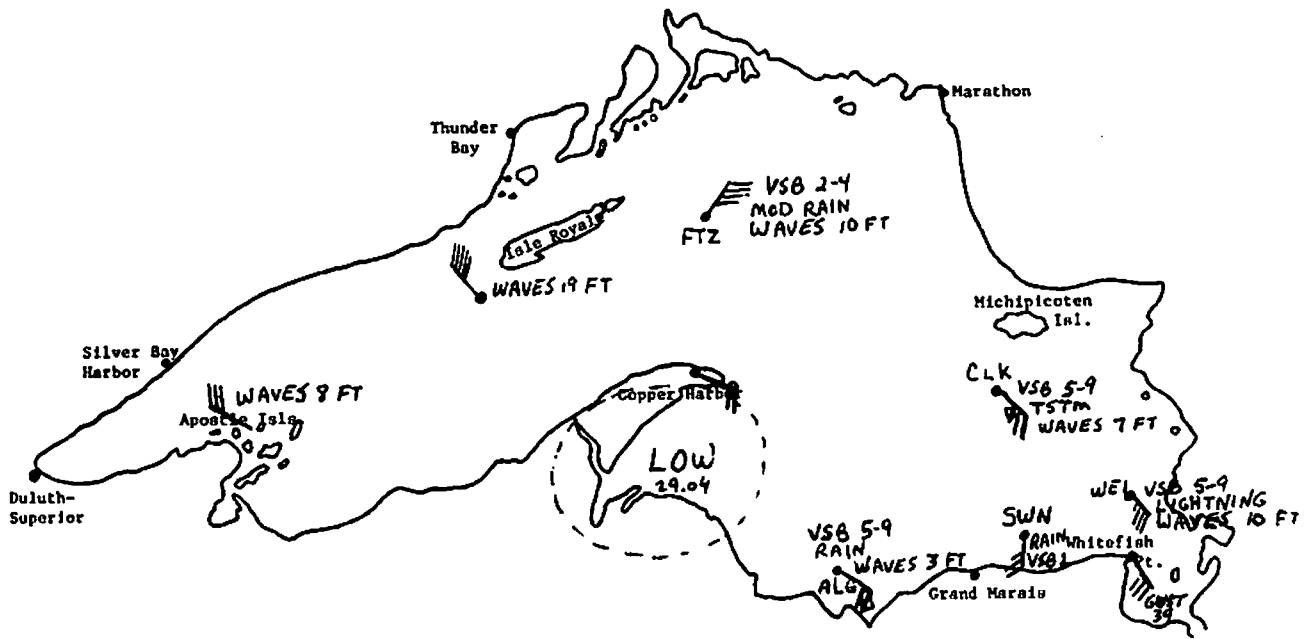 Marathon
Thunder
Bay
VSB 2-4
MOD RAIN
WAVES 10 FT
FTZ
Isle Royale
WAVES 19 FT
Michipicoten
Isl.
Silver Bay
Harbor
WAVES 8 FT
Apostle Isls
Copper Harbor
CLK
VSB 5-9
TSTM
WAVES 7 FT
LOW
29.04
Duluth-
Superior
WEL VSB 5-9
LIGHTNING
WAVES 10 FT
VSB 5-9
RAIN
WAVES 3 FT
ALG
SWN
RAIN
Whitefish
Pt.
Grand Marais
GUST
39